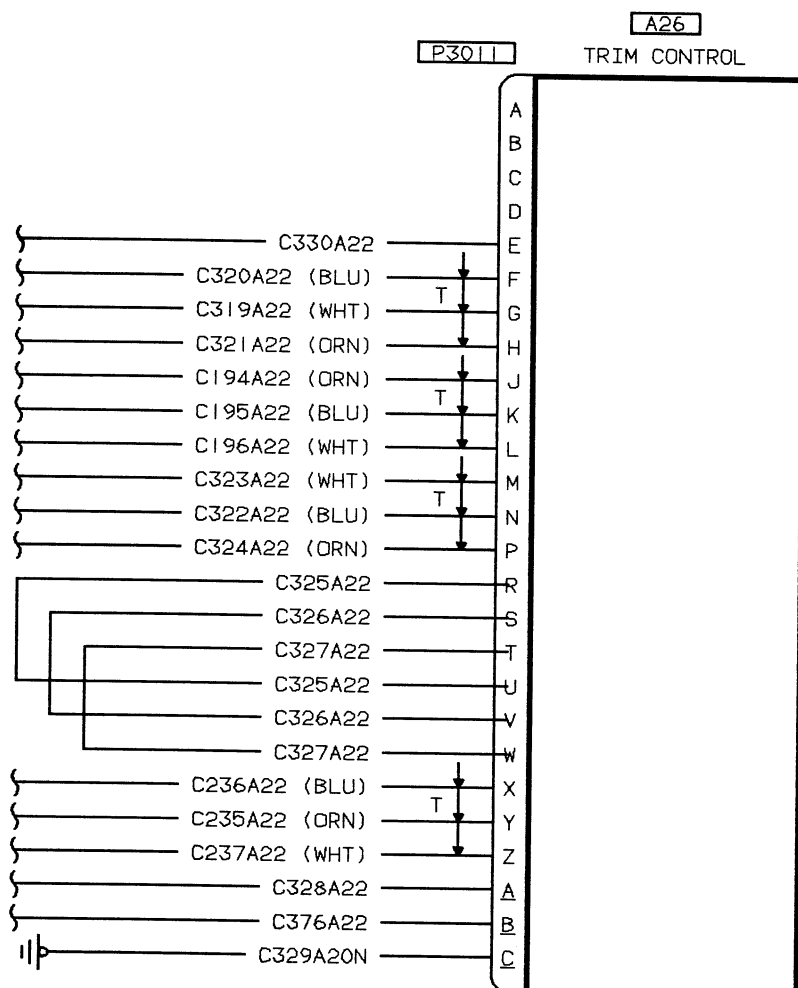 A26
P3011 TRIM CONTROL
A
B
C
D
C330A22 E
C320A22 (BLU) F
T
C319A22 (WHT) G
C321A22 (ORN) H
C194A22 (ORN) J
T
C195A22 (BLU) K
C196A22 (WHT) L
C323A22 (WHT) M
T
C322A22 (BLU) N
C324A22 (ORN) P
C325A22 R
C326A22 S
C327A22 T
C325A22 U
C326A22 V
C327A22 W
C236A22 (BLU) X
T
C235A22 (ORN) Y
C237A22 (WHT) Z
C328A22 A
C376A22 B
C329A20N C